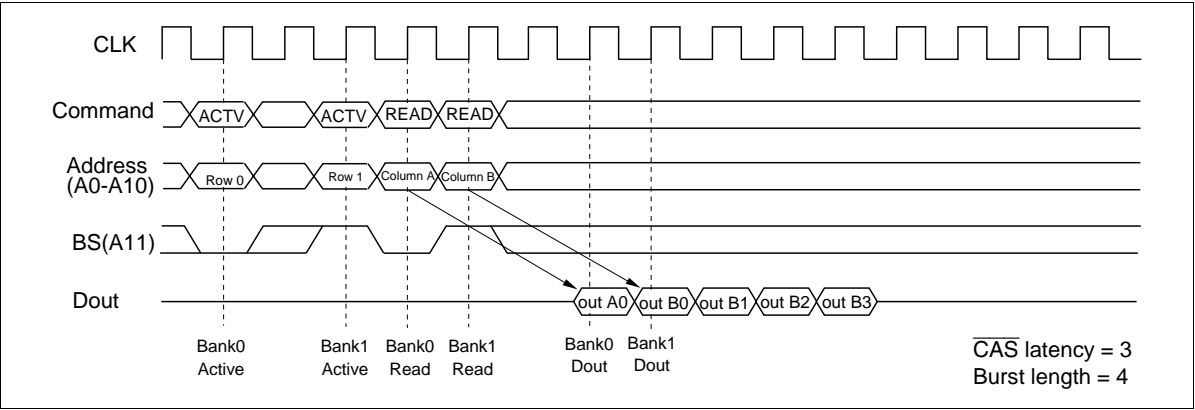 CLK
Command
ACTV
ACTV
READ
READ
Address
(A0-A10)
Row 0
Row 1
Column A
Column B
BS(A11)
Dout
out A0
out B0
out B1
out B2
out B3
Bank0
Active
Bank1
Active
Bank0
Read
Bank1
Read
Bank0
Dout
Bank1
Dout
CAS latency = 3
Burst length = 4